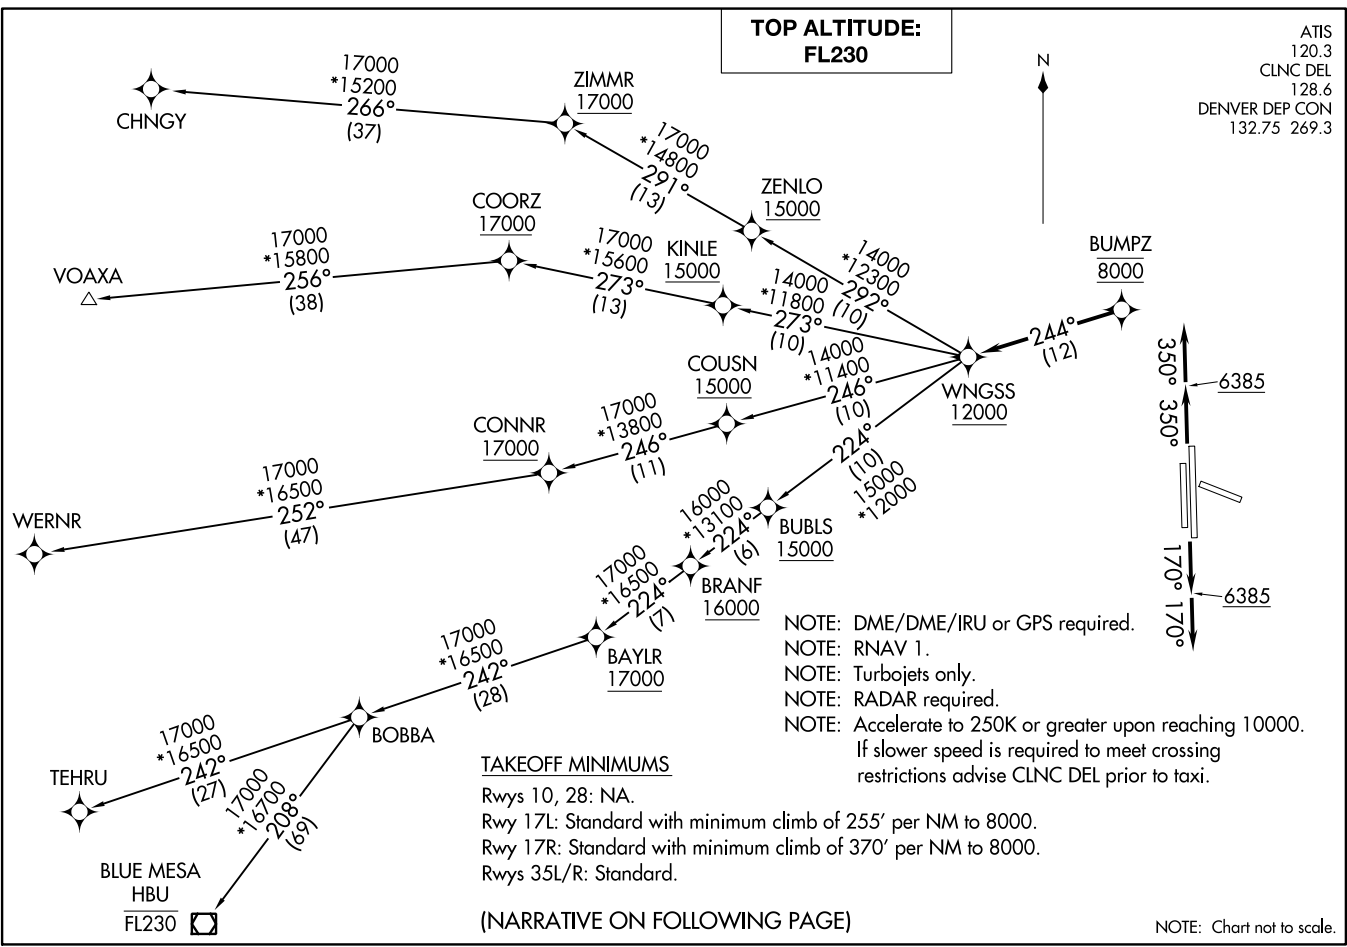 TOP ALTITUDE:
FL230
ATIS
120.3
CLNC DEL
128.6
DENVER DEP CON
132.75 269.3
N
CHNGY
17000
*15200
266°
(37)
ZIMMR
17000
17000
*14800
291°
(13)
ZENLO
15000
14000
*12300
292°
(10)
VOAXA
17000
*15800
256°
(38)
COORZ
17000
17000
*15600
273°
(13)
KINLE
15000
14000
*11800
273°
(10)
BUMPZ
8000
244°
(12)
WNGSS
12000
350°
6385
350°
170°
6385
170°
WERNR
17000
*16500
252°
(47)
CONNR
17000
17000
*13800
246°
(11)
COUSN
15000
14000
*11400
246°
(10)
224°
(10)
15000
*12000
BUBLS
15000
16000
*13100
224°
(6)
BRANF
16000
17000
*16500
224°
(7)
BAYLR
17000
17000
*16500
242°
(28)
BOBBA
TEHRU
17000
*16500
242°
(27)
17000
*16700
208°
(69)
BLUE MESA
HBU
FL230
NOTE: DME/DME/IRU or GPS required.
NOTE: RNAV 1.
NOTE: Turbojets only.
NOTE: RADAR required.
NOTE: Accelerate to 250K or greater upon reaching 10000.
If slower speed is required to meet crossing
restrictions advise CLNC DEL prior to taxi.
TAKEOFF MINIMUMS
Rwys 10, 28: NA.
Rwy 17L: Standard with minimum climb of 255' per NM to 8000.
Rwy 17R: Standard with minimum climb of 370' per NM to 8000.
Rwys 35L/R: Standard.
(NARRATIVE ON FOLLOWING PAGE)
NOTE: Chart not to scale.